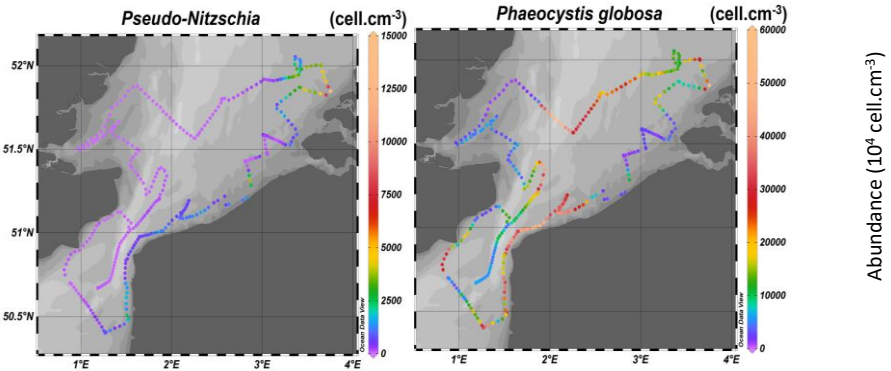 Pseudo-Nitzschia
(cell.cm-3)
Phaeocystis globosa
(cell.cm-3)
52°N
51.5°N
51°N
50.5°N
1°E
2°E
3°E
4°E
15000
12500
10000
7500
5000
2500
0
Ocean Data View
1°E
2°E
3°E
4°E
60000
50000
40000
30000
20000
10000
0
Ocean Data View
Abundance (10⁴ cell.cm-3)